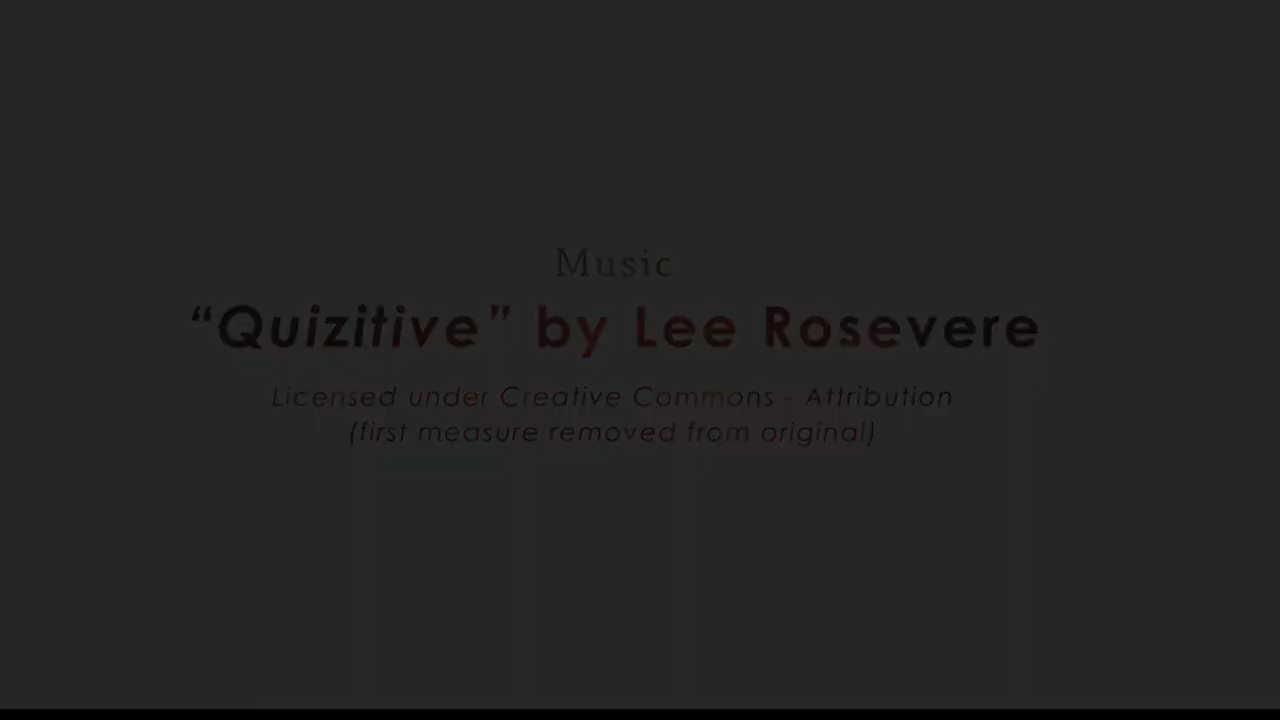 Music
“Quizitive” by Lee Rosevere
Licensed under Creative Commons - Attribution
(first measure removed from original)